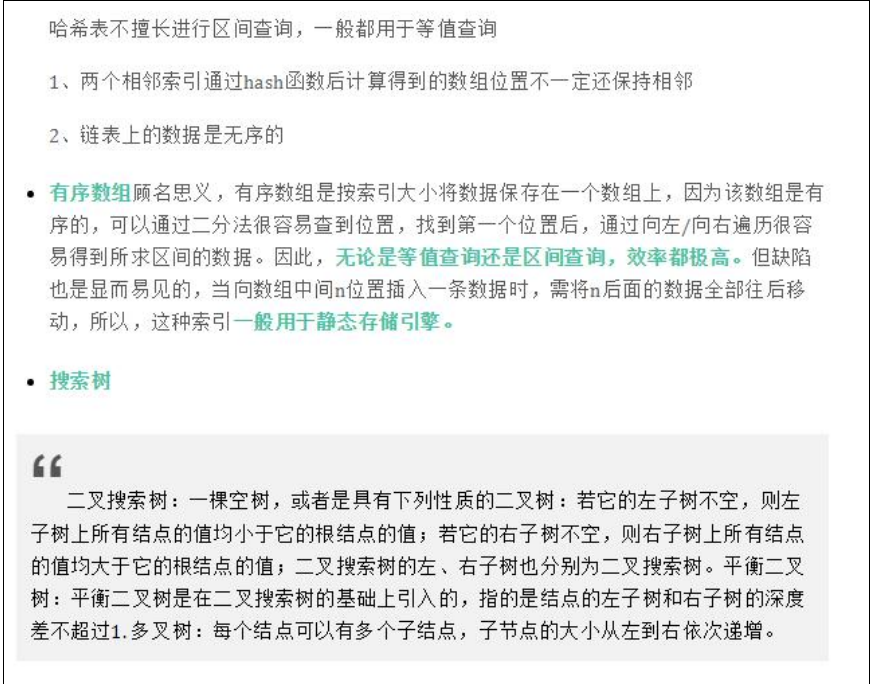 哈希表不擅长进行区间查询，一般都用于等值查询
1、两个相邻索引通过hash函数后计算得到的数组位置不一定还保持相邻
2、链表上的数据是无序的
• 有序数组顾名思义，有序数组是按索引大小将数据保存在一个数组上，因为该数组是有
序的，可以通过二分法很容易查到位置，找到第一个位置后，通过向左/向右遍历很容
易得到所求区间的数据。因此，无论是等值查询还是区间查询，效率都极高。但缺陷
也是显而易见的，当向数组中间n位置插入一条数据时，需将n后面的数据全部往后移
动，所以，这种索引一般用于静态存储引擎。
• 搜索树
“
二叉搜索树：一棵空树，或者是具有下列性质的二叉树：若它的左子树不空，则左
子树上所有结点的值均小于它的根结点的值；若它的右子树不空，则右子树上所有结点
的值均大于它的根结点的值；二叉搜索树的左、右子树也分别为二叉搜索树。平衡二叉
树：平衡二叉树是在二叉搜索树的基础上引入的，指的是结点的左子树和右子树的深度
差不超过1.多叉树：每个结点可以有多个子结点，子节点的大小从左到右依次递增。